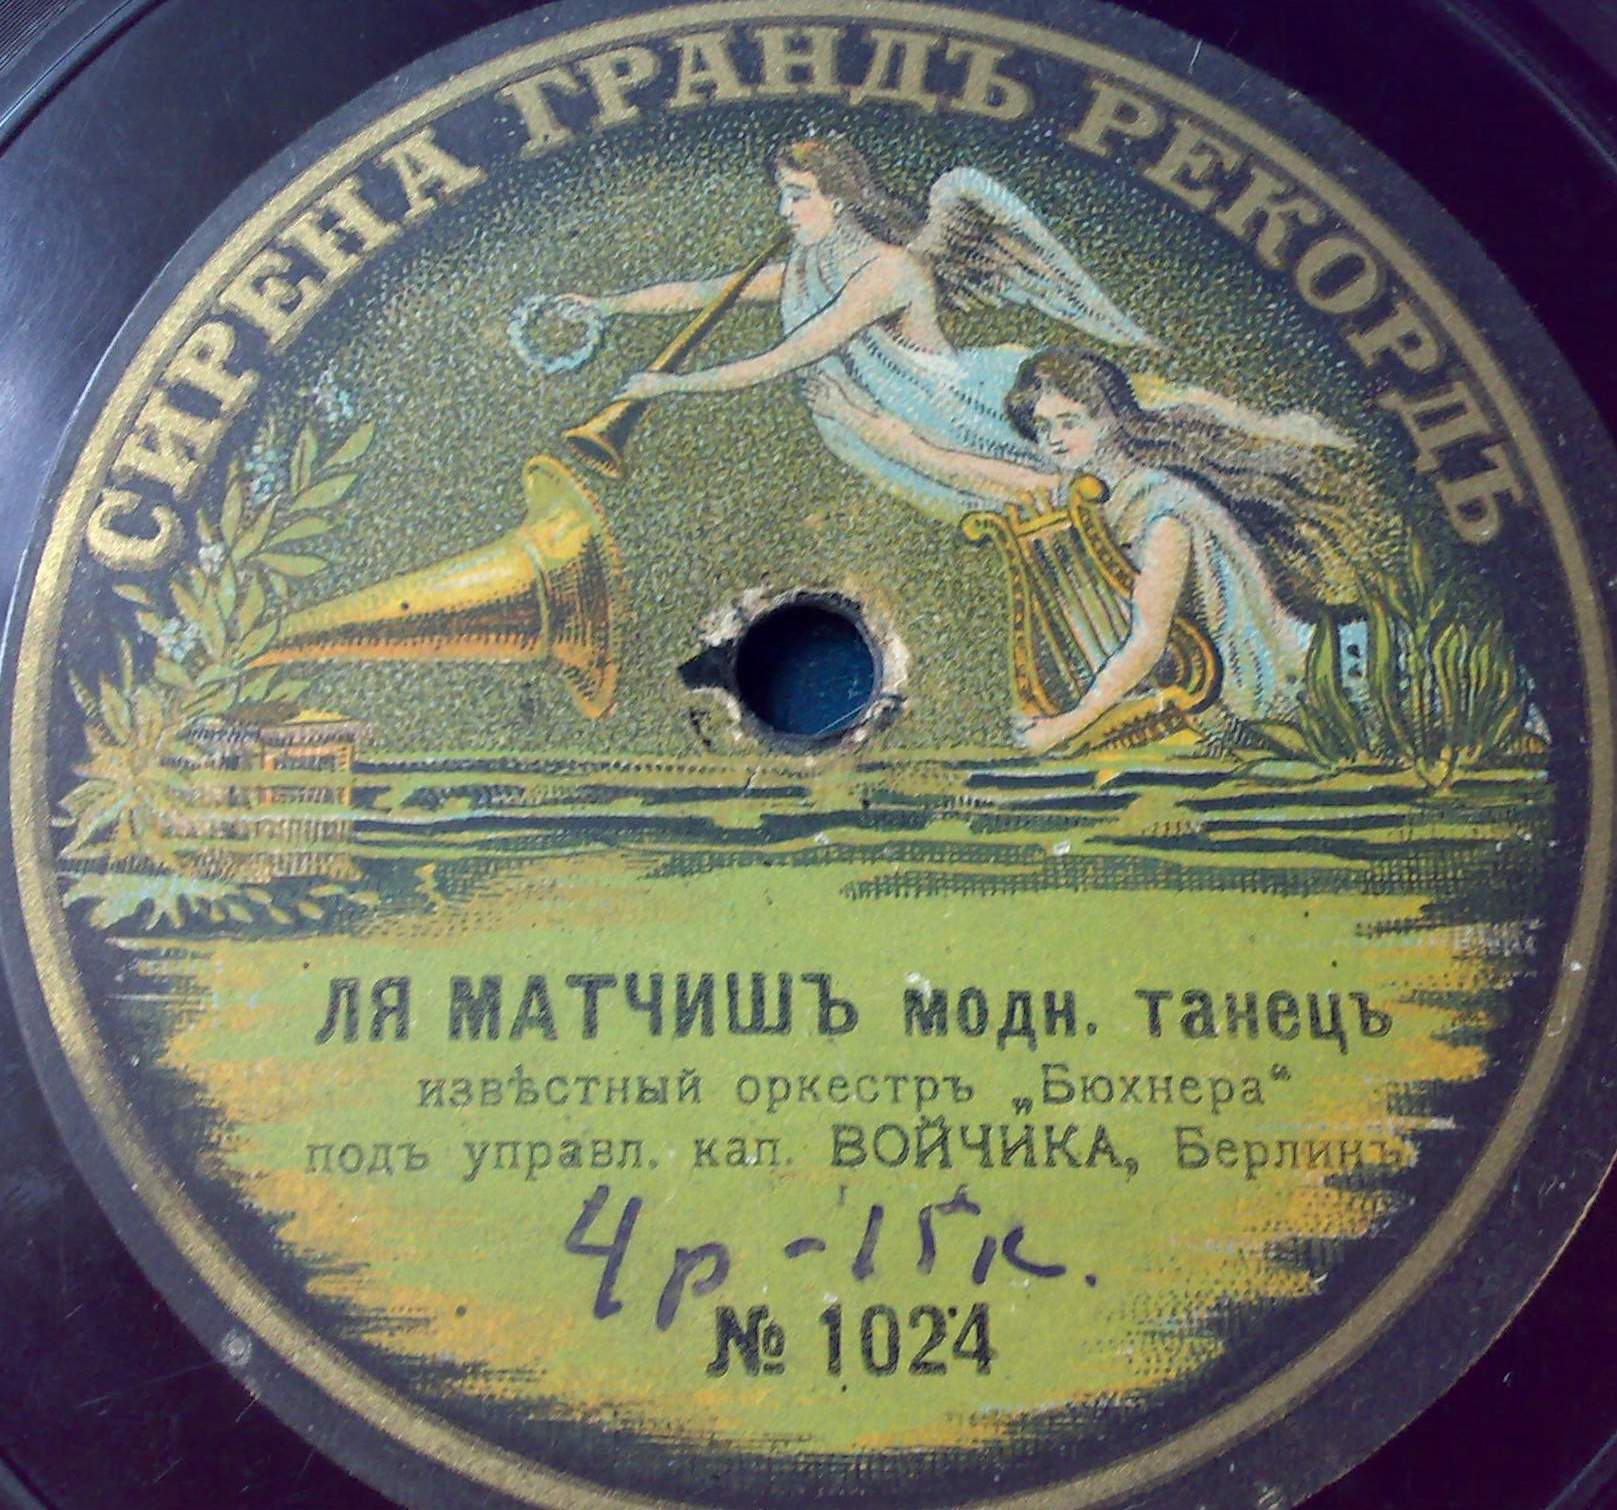 СИРЕНА ГРАНДЪ РЕКОРДЪ
ЛЯ МАТЧИШЪ модн. танецъ
извѣстный оркестръ „Бюхнера“
подъ управл. кап. ВОЙЧИКА, Берлинъ
4р - 15к.
№ 1024